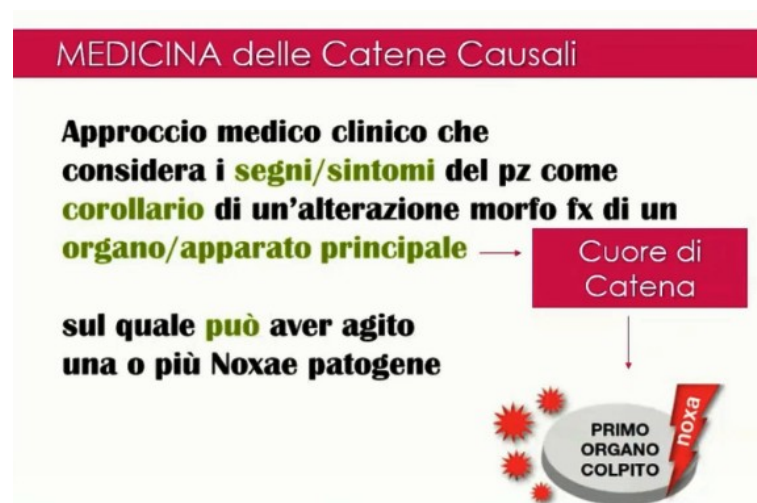 MEDICINA delle Catene Causali
Approccio medico clinico che
considera i segni/sintomi del pz come
corollario di un'alterazione morfo fx di un
organo/apparato principale
Cuore di
Catena
sul quale può aver agito
una o più Noxae patogene
PRIMO
ORGANO
COLPITO
noxa